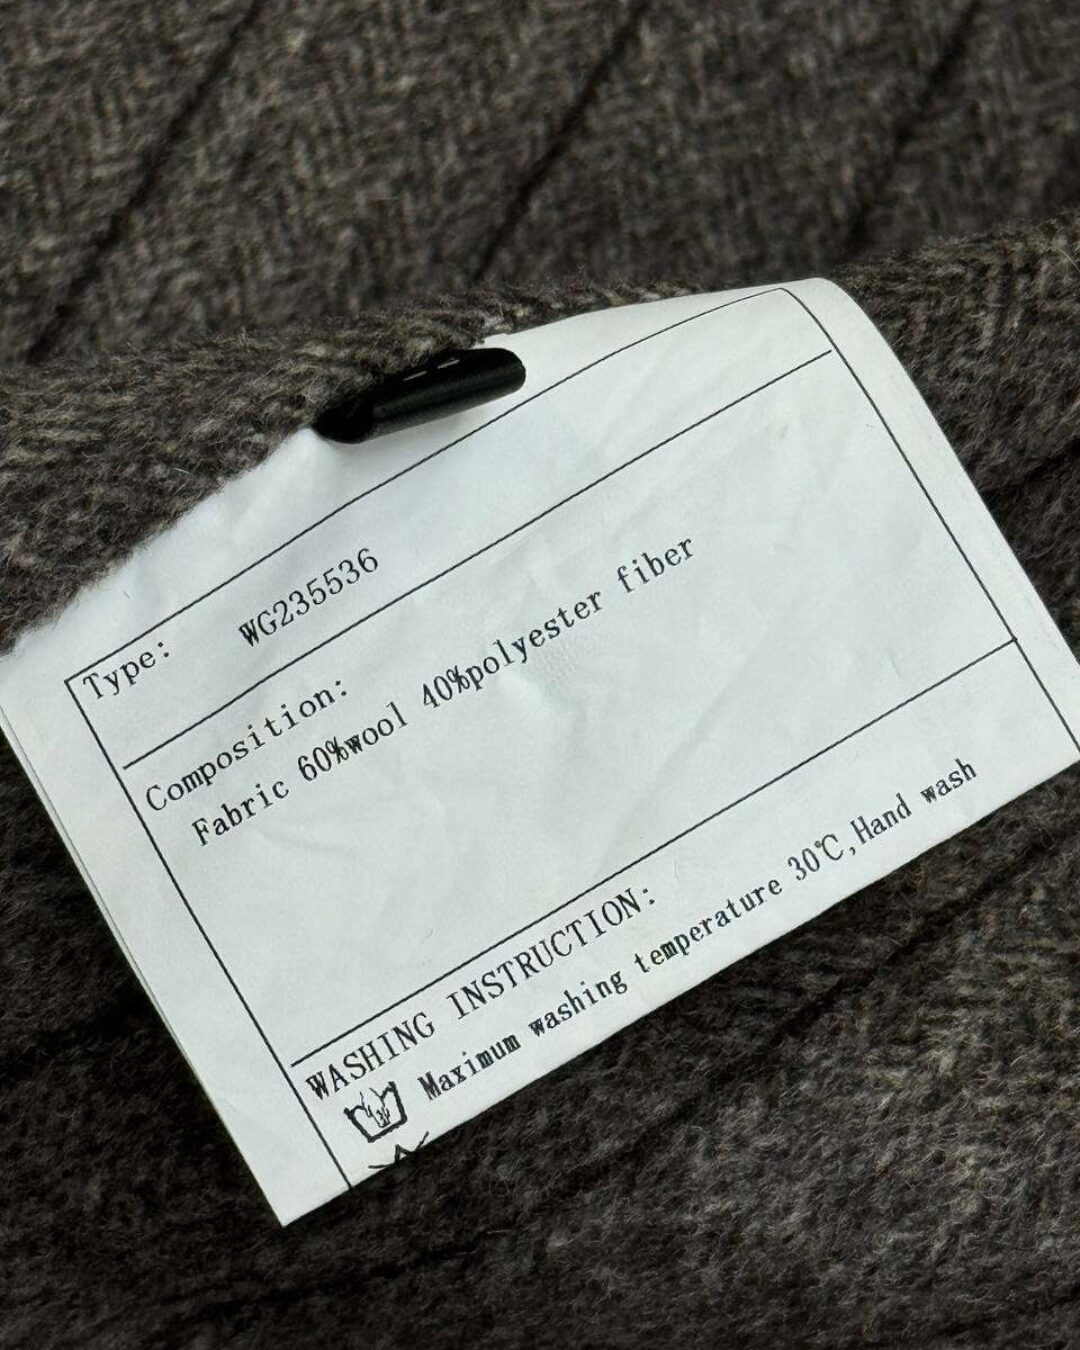 Type: WG235536
Composition:
Fabric 60%wool 40%polyester fiber
WASHING INSTRUCTION:
Maximum washing temperature 30℃,Hand wash